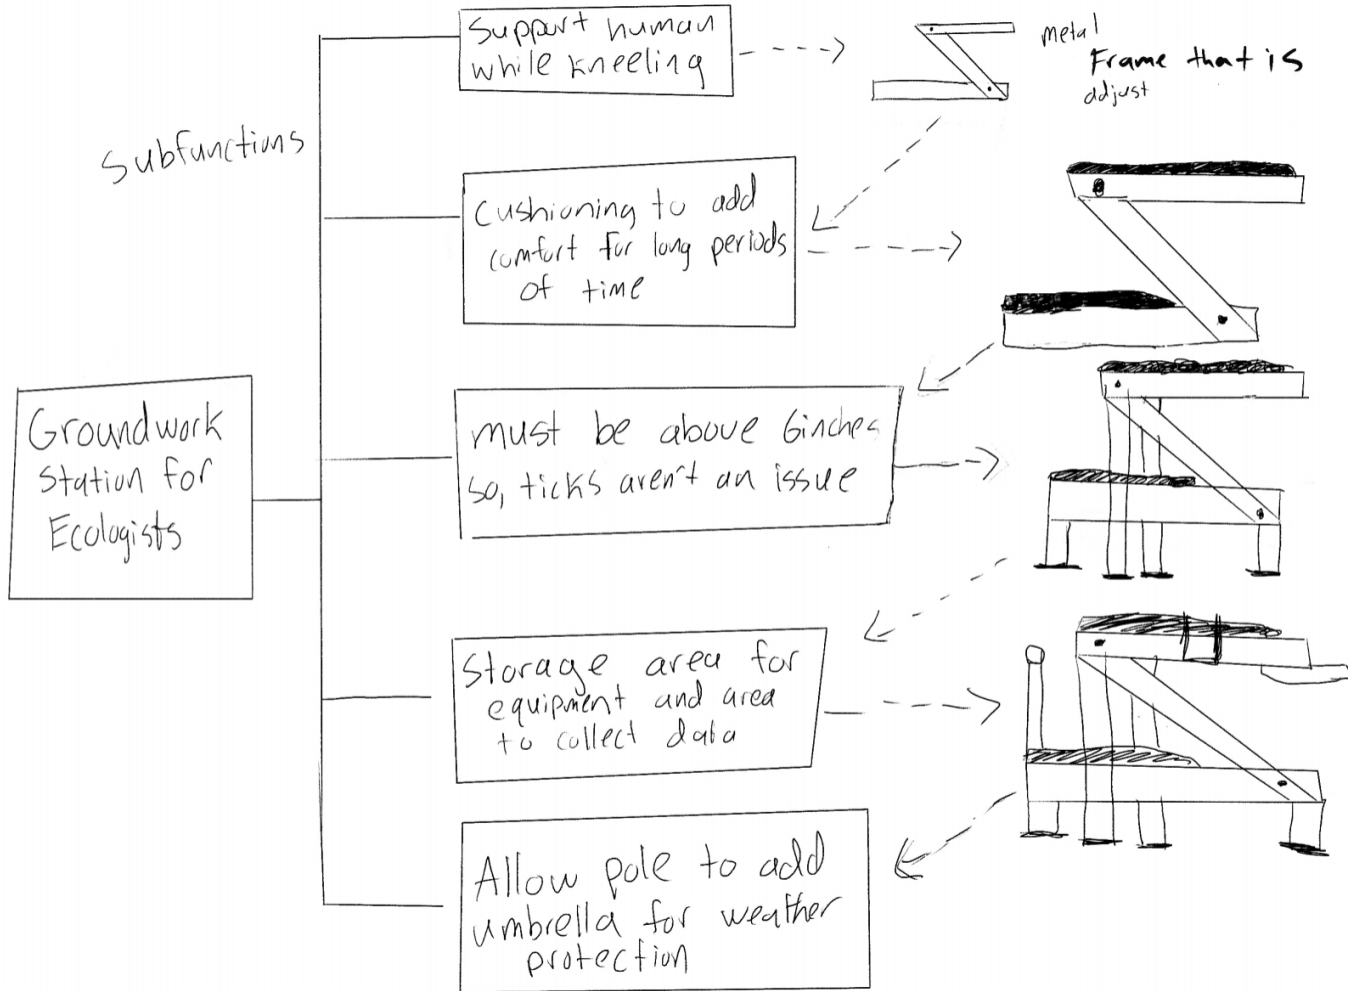 Support human
while kneeling
metal
Frame that is
adjust
Subfunctions
Cushioning to add
comfort for long periods
of time
Groundwork
Station for
Ecologists
must be above 6inches
so, ticks aren't an issue
Storage area for
equipment and area
to collect data
Allow pole to add
umbrella for weather
protection